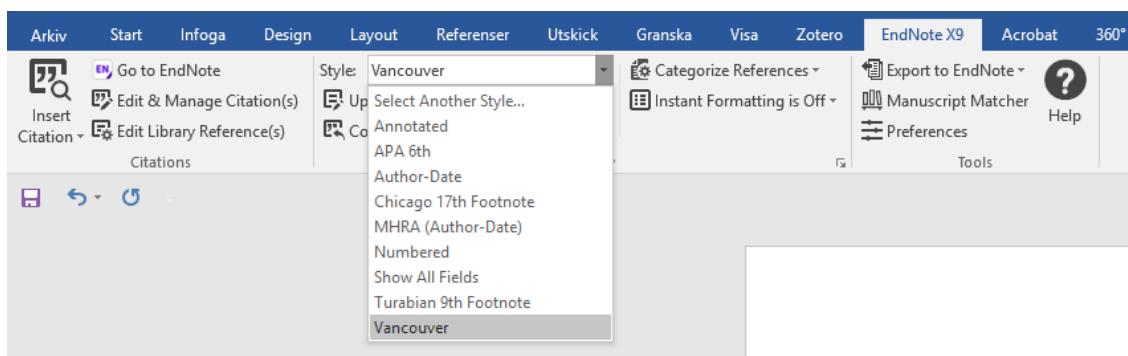 Arkiv Start Infoga Design Layout Referenser Utskick Granska Visa Zotero EndNote X9 Acrobat 360°
Insert Citation
EN Go to EndNote
Edit & Manage Citation(s)
Edit Library Reference(s)
Citations
Style: Vancouver
Up
Co
Select Another Style...
Annotated
APA 6th
Author-Date
Chicago 17th Footnote
MHRA (Author-Date)
Numbered
Show All Fields
Turabian 9th Footnote
Vancouver
Categorize References
Instant Formatting is Off
Export to EndNote
Manuscript Matcher
Preferences
Help
Tools